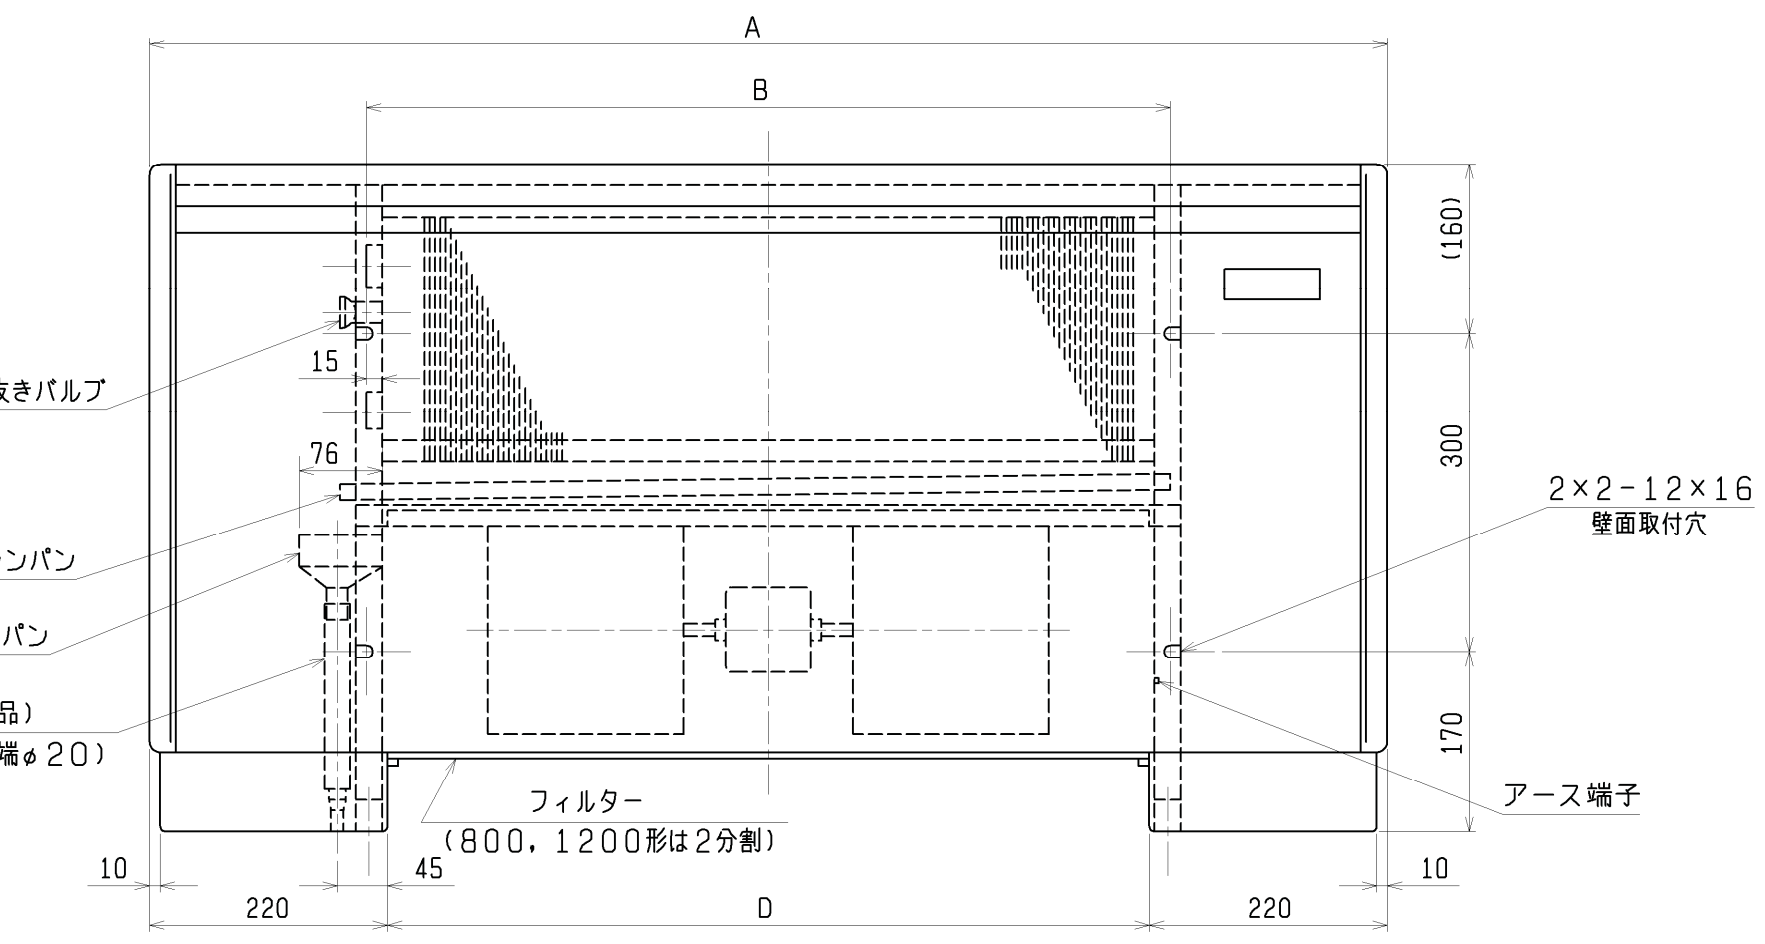 A
B
(160)
15
抜きバルブ
76
300
2×2-12×16
壁面取付穴
ンパン
パン
品)
端φ20)
170
フィルター
(800, 1200形は2分割)
アース端子
10
45
10
220
D
220